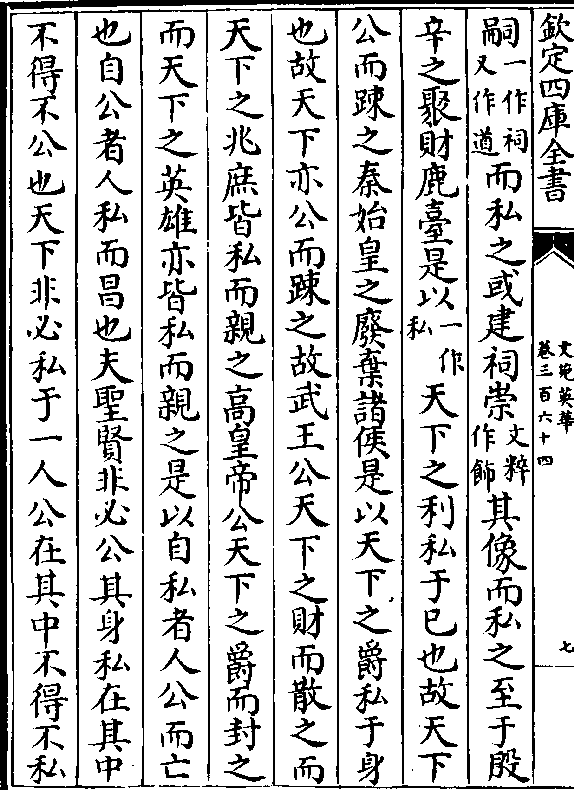 欽定四庫全書
文苑英華
卷三百六十四
七
嗣一作祠又作道而私之或建祠崇文粹作飾其像而私之至于殷
辛之聚財鹿臺是以一作私天下之利私于已也故天下
公而踈之秦始皇之廢棄諸侯是以天下之爵私于身
也故天下亦公而踈之故武王公天下之財而散之而
天下之兆庶皆私而親之高皇帝公天下之爵而封之
而天下之英雄亦皆私而親之是以自私者人公而亡
也自公者人私而昌也夫聖賢非必公其身私在其中
不得不公也天下非必私于一人公在其中不得不私